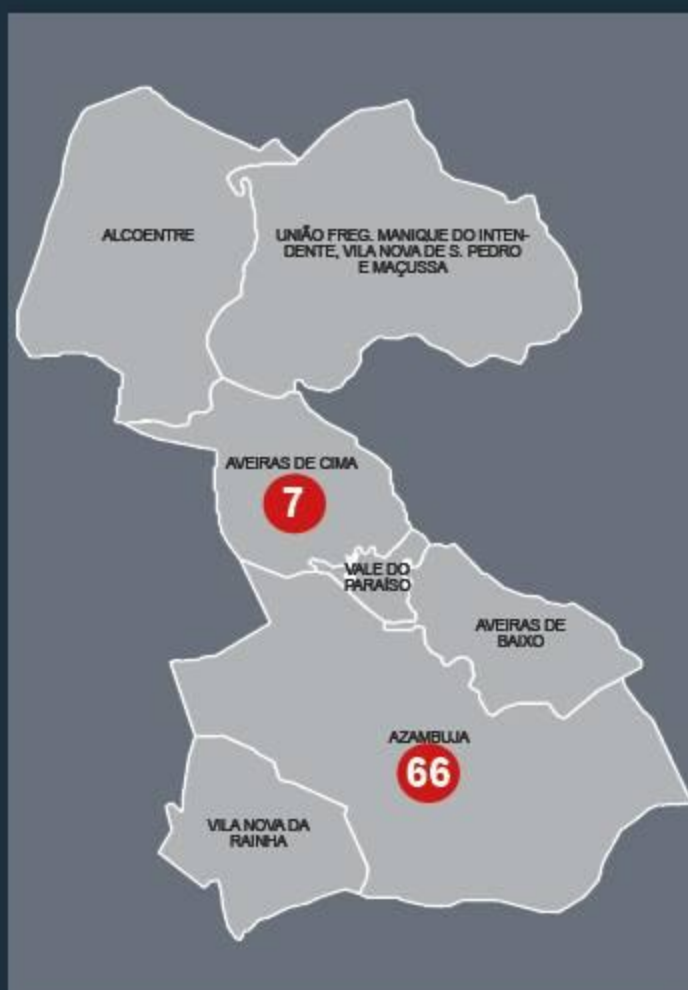 ALCOENTRE
UNIÃO FREG. MANIQUE DO INTEN-
DENTE, VILA NOVA DE S. PEDRO
E MAÇUSSA
AVEIRAS DE CIMA
7
VALE DO
PARAÍSO
AVEIRAS DE
BAIXO
AZAMBUJA
66
VILA NOVA DA
RAINHA